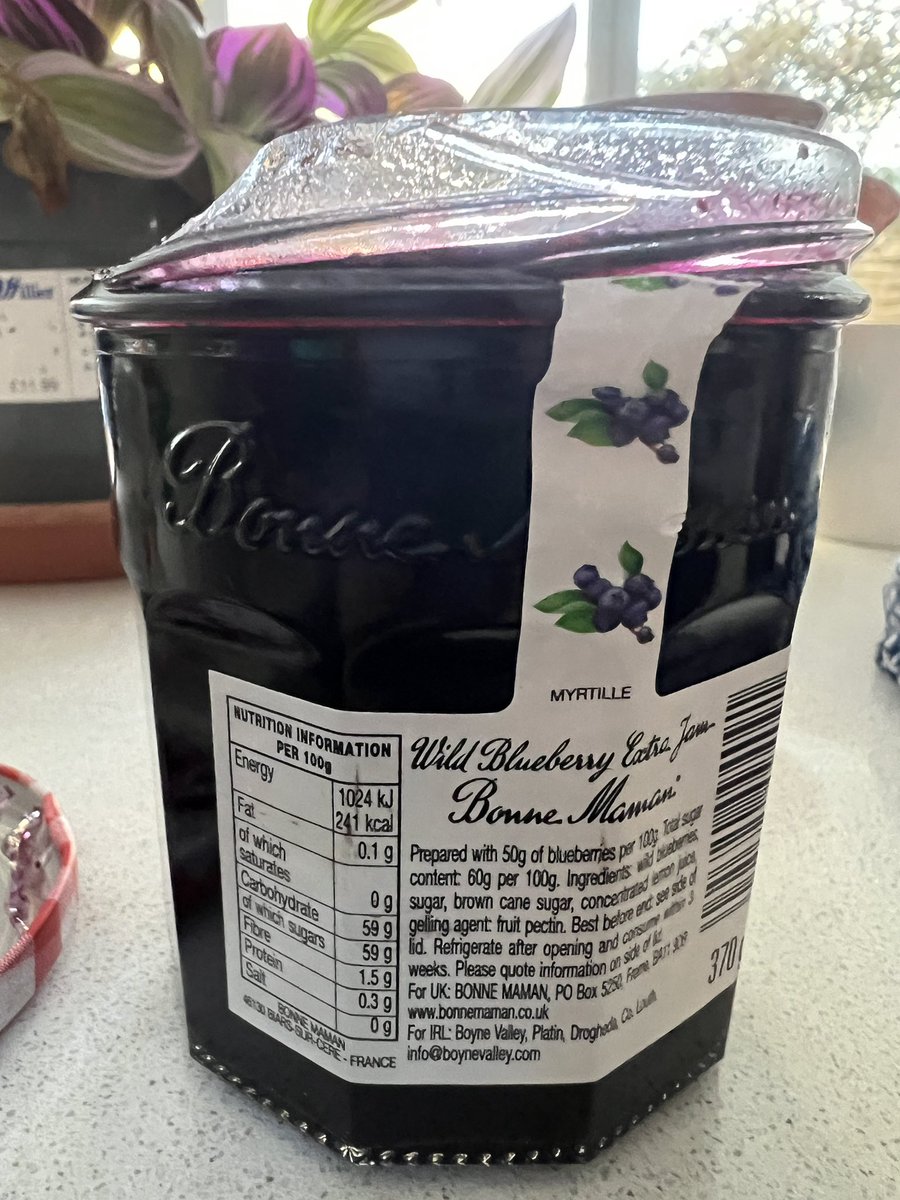 illier
£11.99
Bonne
MYRTILLE
NUTRITION INFORMATION
PER 100g
Energy 1024 kJ
241 kcal
Fat 0.1 g
of which
saturates 0 g
Carbohydrate 59 g
of which sugars 59 g
Fibre 1.5 g
Protein 0.3 g
Salt 0 g
BONNE MAMAN
46130 BIARS-SUR-CERE - FRANCE
Wild Blueberry Extra Jam
Bonne Maman
Prepared with 50g of blueberries per 100g. Total sugar
content: 60g per 100g. Ingredients: wild blueberries,
sugar, brown cane sugar, concentrated lemon juice,
gelling agent: fruit pectin. Best before end: see side of
lid. Refrigerate after opening and consume within 3
weeks. Please quote information on side of lid.
For UK: BONNE MAMAN, PO Box 5250, Frome, BA11 9DP
www.bonnemaman.co.uk
For IRL: Boyne Valley, Platin, Drogheda, Co. Louth
info@boynevalley.com
370